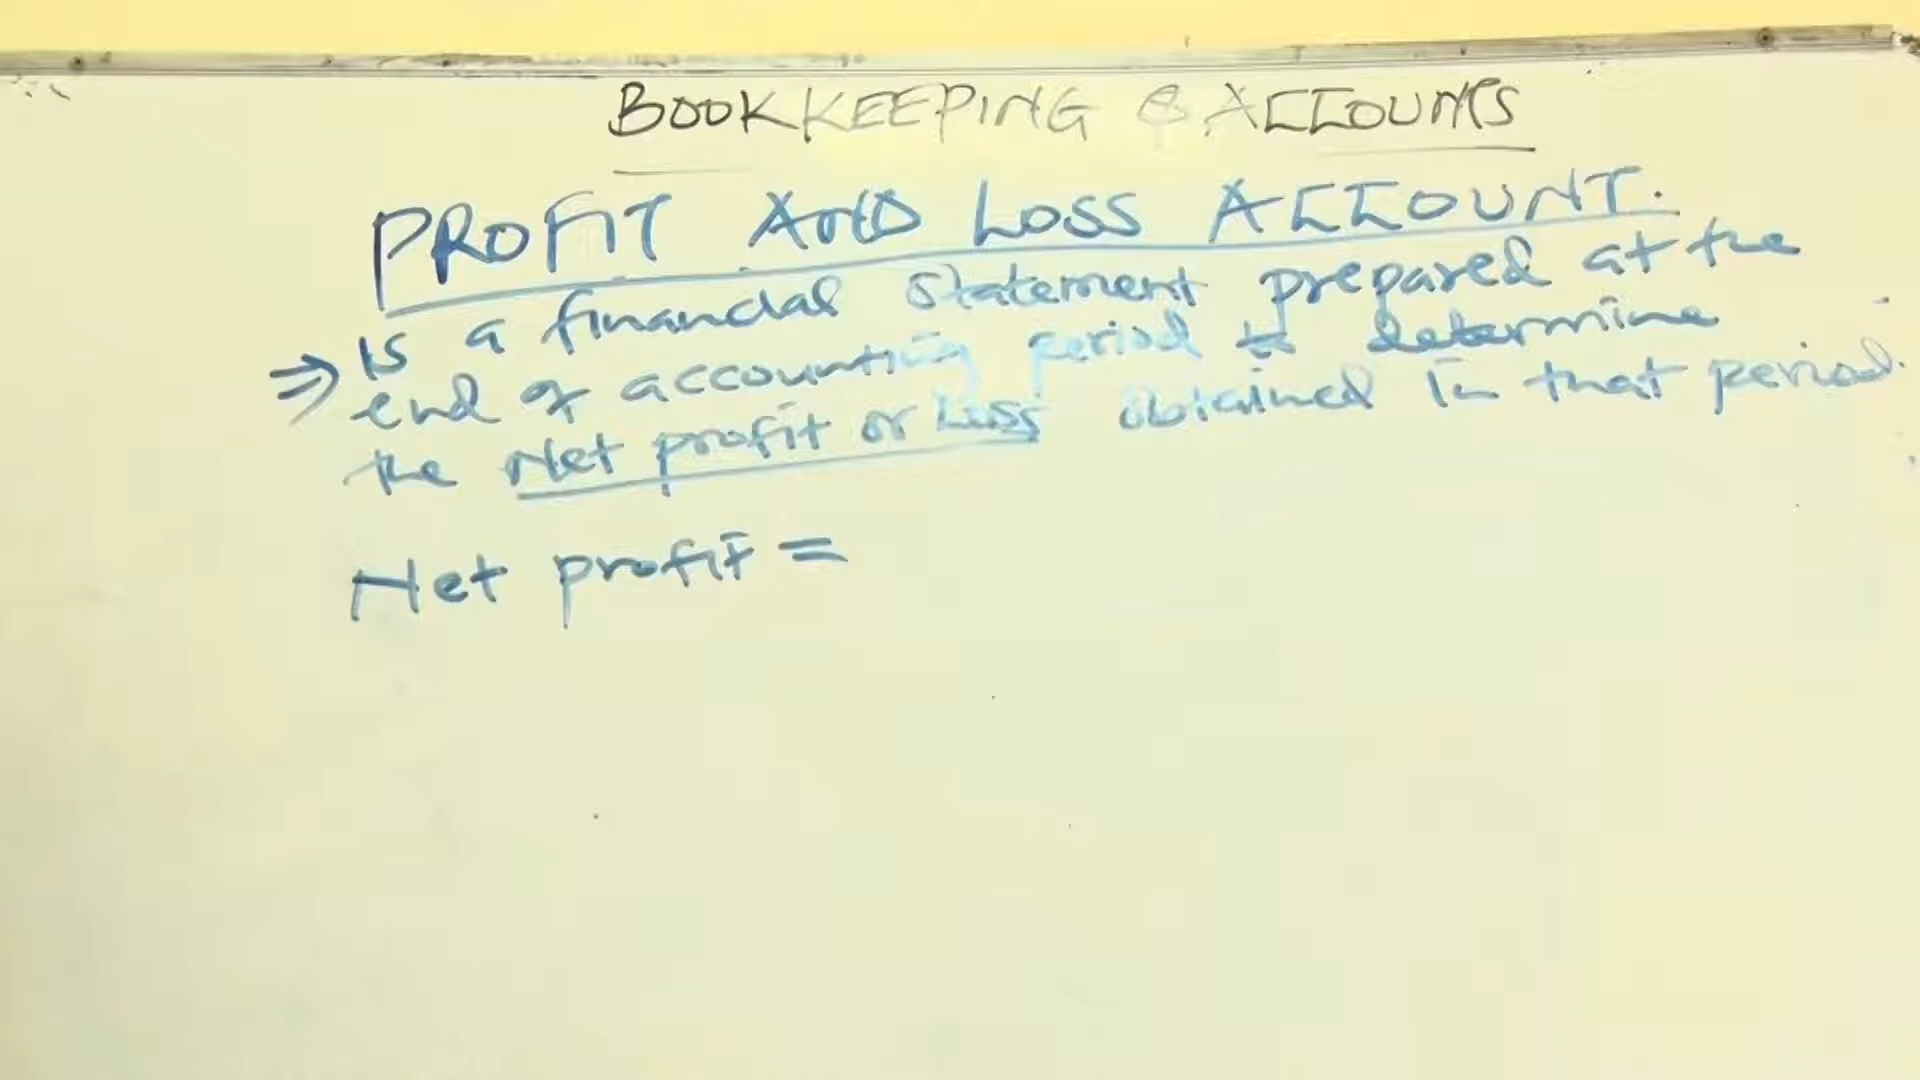 BOOKKEEPING & ACCOUNTS
PROFIT AND LOSS ACCOUNT.
⇒ is a financial statement prepared at the
end of accounting period to determine
the Net profit or Loss obtained in that period.
Net profit =